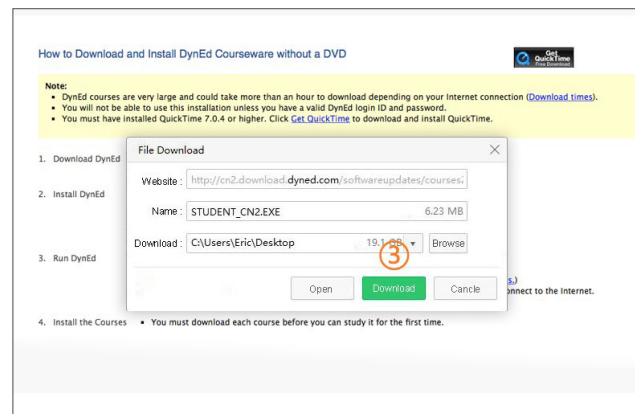 How to Download and Install DynEd Courseware without a DVD
Get
QuickTime
Free Download
Note:
• DynEd courses are very large and could take more than an hour to download depending on your Internet connection (Download times).
• You will not be able to use this installation unless you have a valid DynEd login ID and password.
• You must have installed QuickTime 7.0.4 or higher. Click Get QuickTime to download and install QuickTime.
1. Download DynEd
2. Install DynEd
3. Run DynEd
File Download
Website : http://cn2.download.dyned.com/softwareupdates/courses
Name : STUDENT_CN2.EXE 6.23 MB
Download : C:\Users\Eric\Desktop 19.1 GB Browse
③
Open Download Cancle
s.)
nnect to the Internet.
4. Install the Courses • You must download each course before you can study it for the first time.